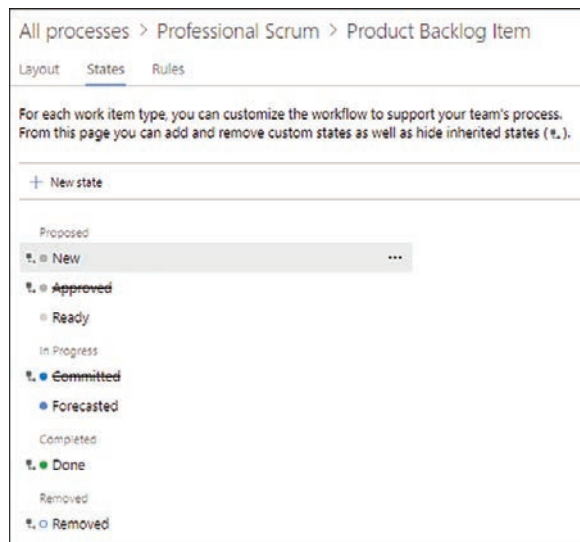 All processes > Professional Scrum > Product Backlog Item
Layout States Rules
For each work item type, you can customize the workflow to support your team's process.
From this page you can add and remove custom states as well as hide inherited states ( ).
+ New state
Proposed
New ...
Approved
Ready
In Progress
Committed
Forecasted
Completed
Done
Removed
Removed